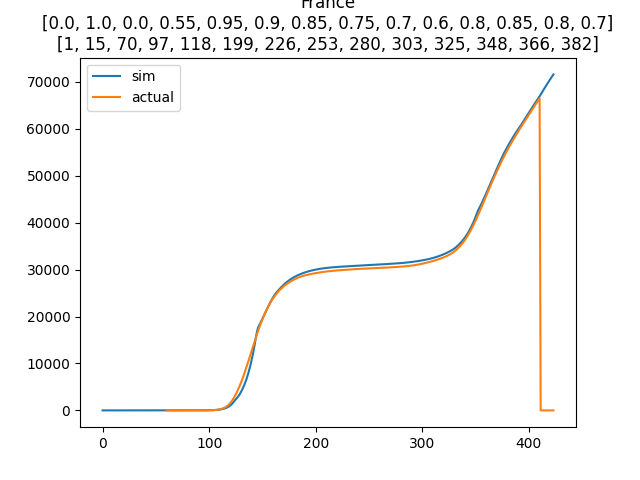 France
[0.0, 1.0, 0.0, 0.55, 0.95, 0.9, 0.85, 0.75, 0.7, 0.6, 0.8, 0.85, 0.8, 0.7]
[1, 15, 70, 97, 118, 199, 226, 253, 280, 303, 325, 348, 366, 382]
sim
actual
70000
60000
50000
40000
30000
20000
10000
0
0 100 200 300 400